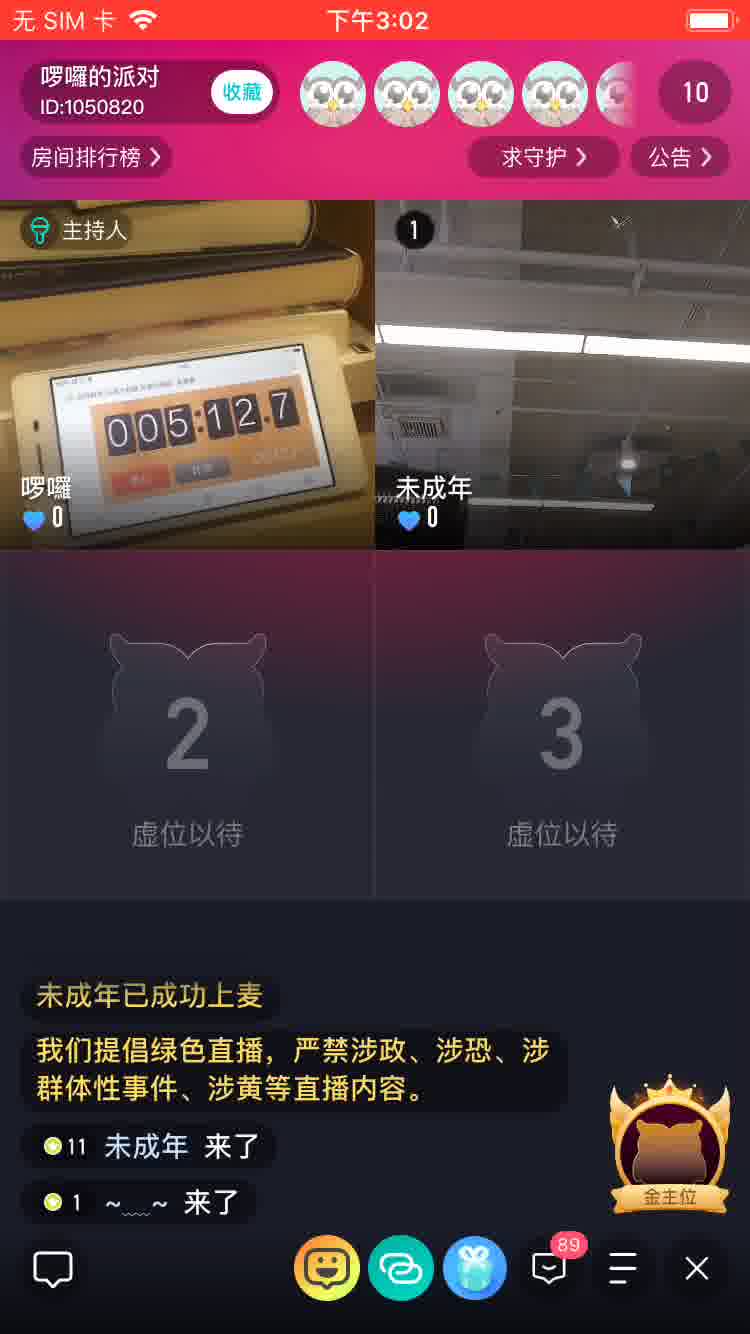 无 SIM 卡
下午3:02
啰囉的派对
ID:1050820
收藏
10
房间排行榜
求守护
公告
主持人
1
005:12.7
啰囉
0
未成年
0
2
3
虚位以待
虚位以待
未成年已成功上麦
我们提倡绿色直播，严禁涉政、涉恐、涉
群体性事件、涉黄等直播内容。
11 未成年 来了
1 ~﹏~ 来了
金主位
89